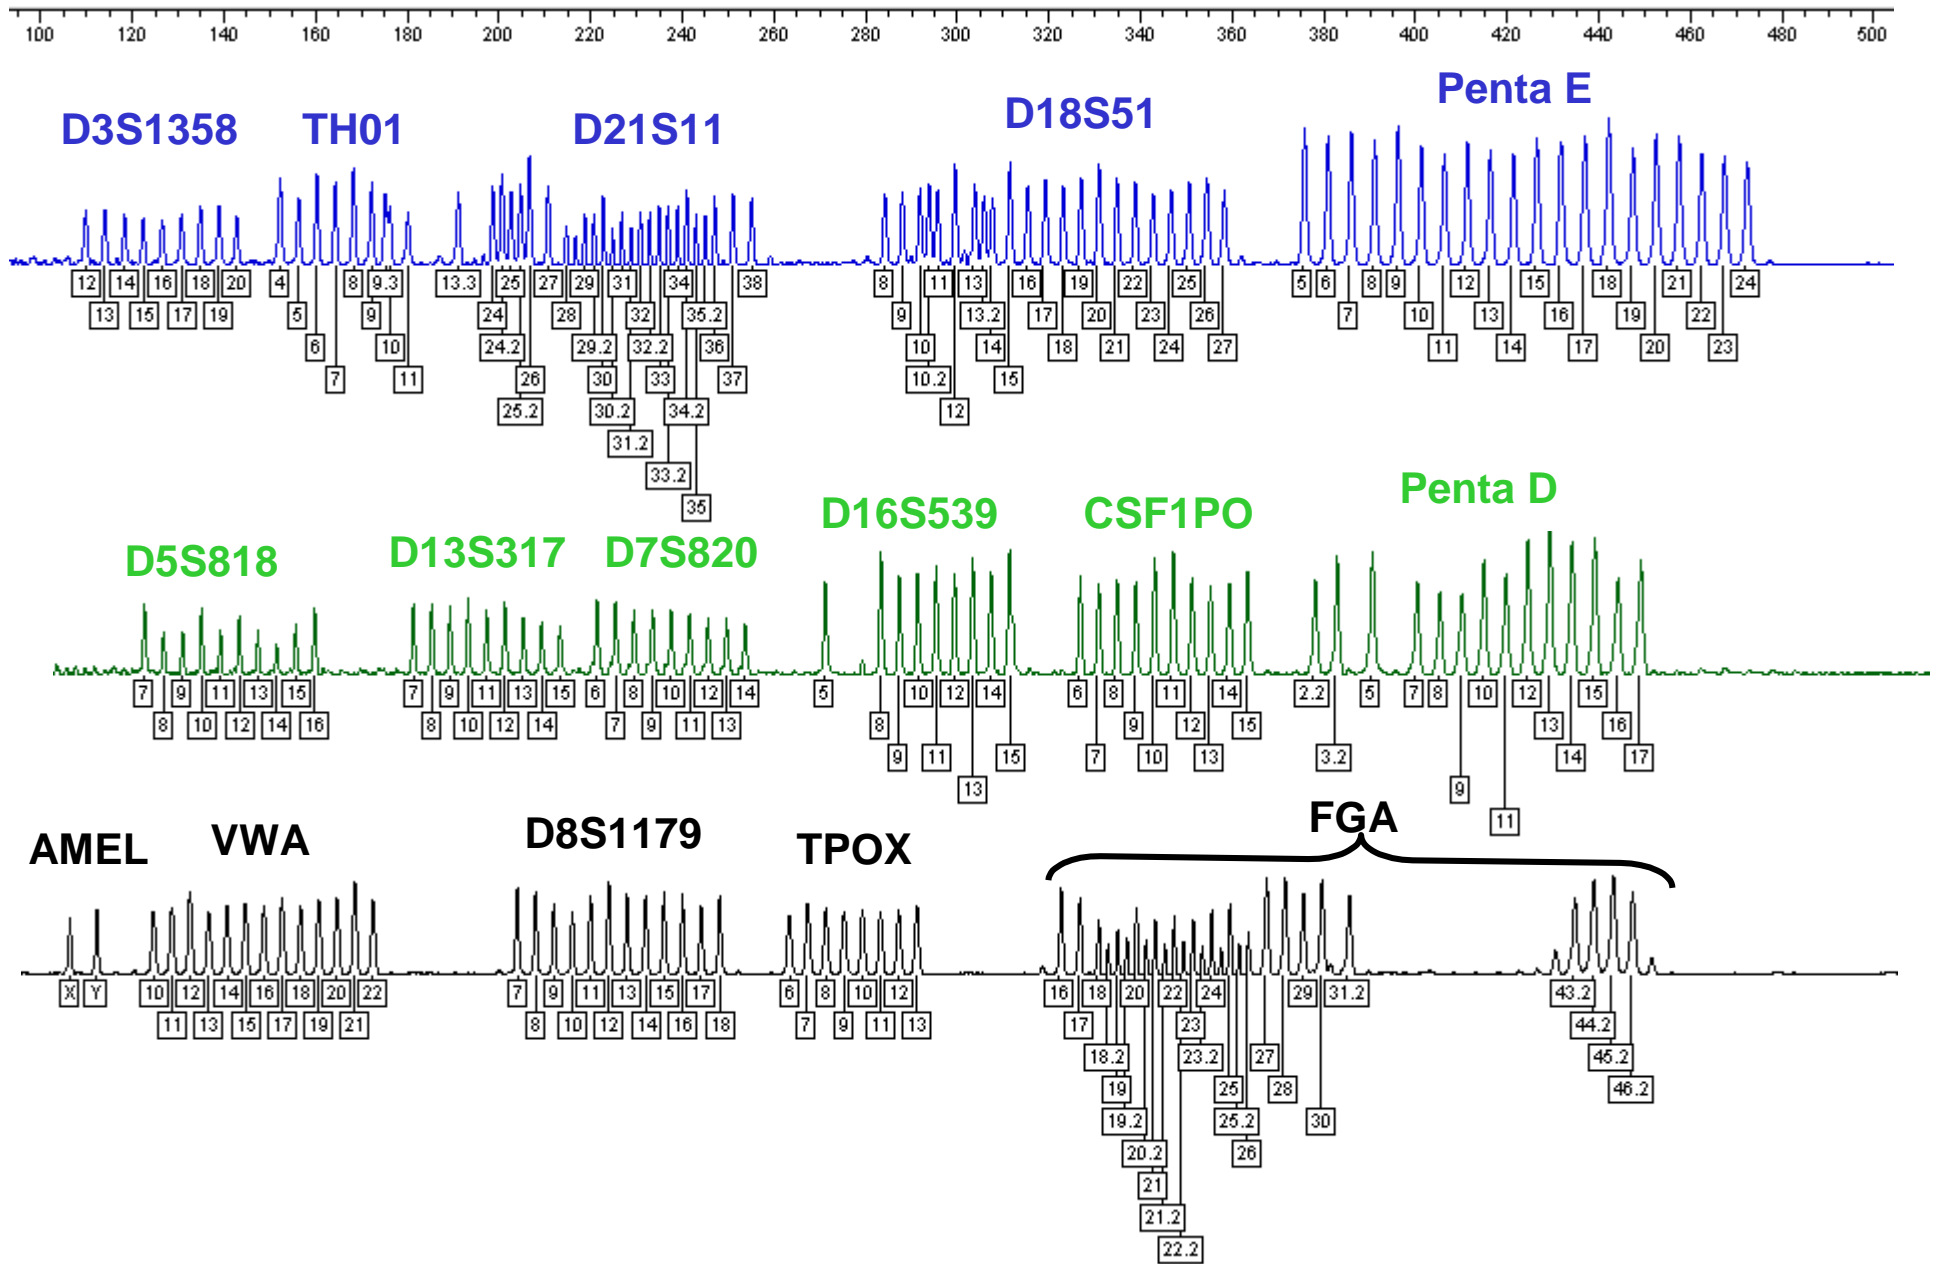 100 120 140 160 180 200 220 240 260 280 300 320 340 360 380 400 420 440 460 480 500
Penta E
D18S51
D3S1358 TH01 D21S11
12 14 16 18 20 4 8 9.3 13.3 25 27 29 31 34 38 8 11 13 16 19 22 25 5 6 8 9 12 15 18 21 24
13 15 17 19 5 9 24 28 32 35.2 9 13.2 17 20 23 26 7 10 13 16 19 22
6 10 24.2 29.2 32.2 36 10 14 18 21 24 27 11 14 17 20 23
7 11 26 30 33 37 10.2 15
25.2 30.2 34.2 12
31.2
33.2
35
Penta D
D16S539 CSF1PO
D5S818 D13S317 D7S820
7 9 11 13 15 7 9 11 13 15 6 8 10 12 14 5 10 12 14 6 8 11 14 2.2 5 7 8 10 12 15
8 10 12 14 16 8 10 12 14 7 9 11 13 8 9 12 15 13 16
9 11 15 7 10 13 3.2 14 17
13 9
11
FGA
AMEL VWA D8S1179 TPOX
X Y 10 12 14 16 18 20 22 7 9 11 13 15 17 6 8 10 12 16 18 20 22 24 29 31.2 43.2
11 13 15 17 19 21 8 10 12 14 16 18 7 9 11 13 17 23 44.2
18.2 23.2 27 45.2
19 25 28 46.2
19.2 25.2 30
20.2 26
21
21.2
22.2